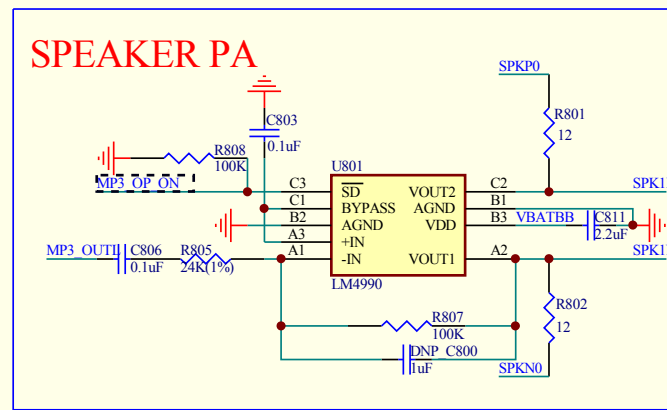 SPEAKER PA
SPKP0
C803
0.1uF
R801
12
R808
100K
U801
MP3_OP_ON
C3
SD
VOUT2
C2
SPK1
C1
BYPASS
AGND
B1
B2
AGND
VDD
B3
VBATBB
C811
2.2uF
A3
+IN
MP3_OUTL
C806
0.1uF
R805
24K(1%)
A1
-IN
VOUT1
A2
SPK1
LM4990
R802
12
R807
100K
DNP_C800
1uF
SPKN0